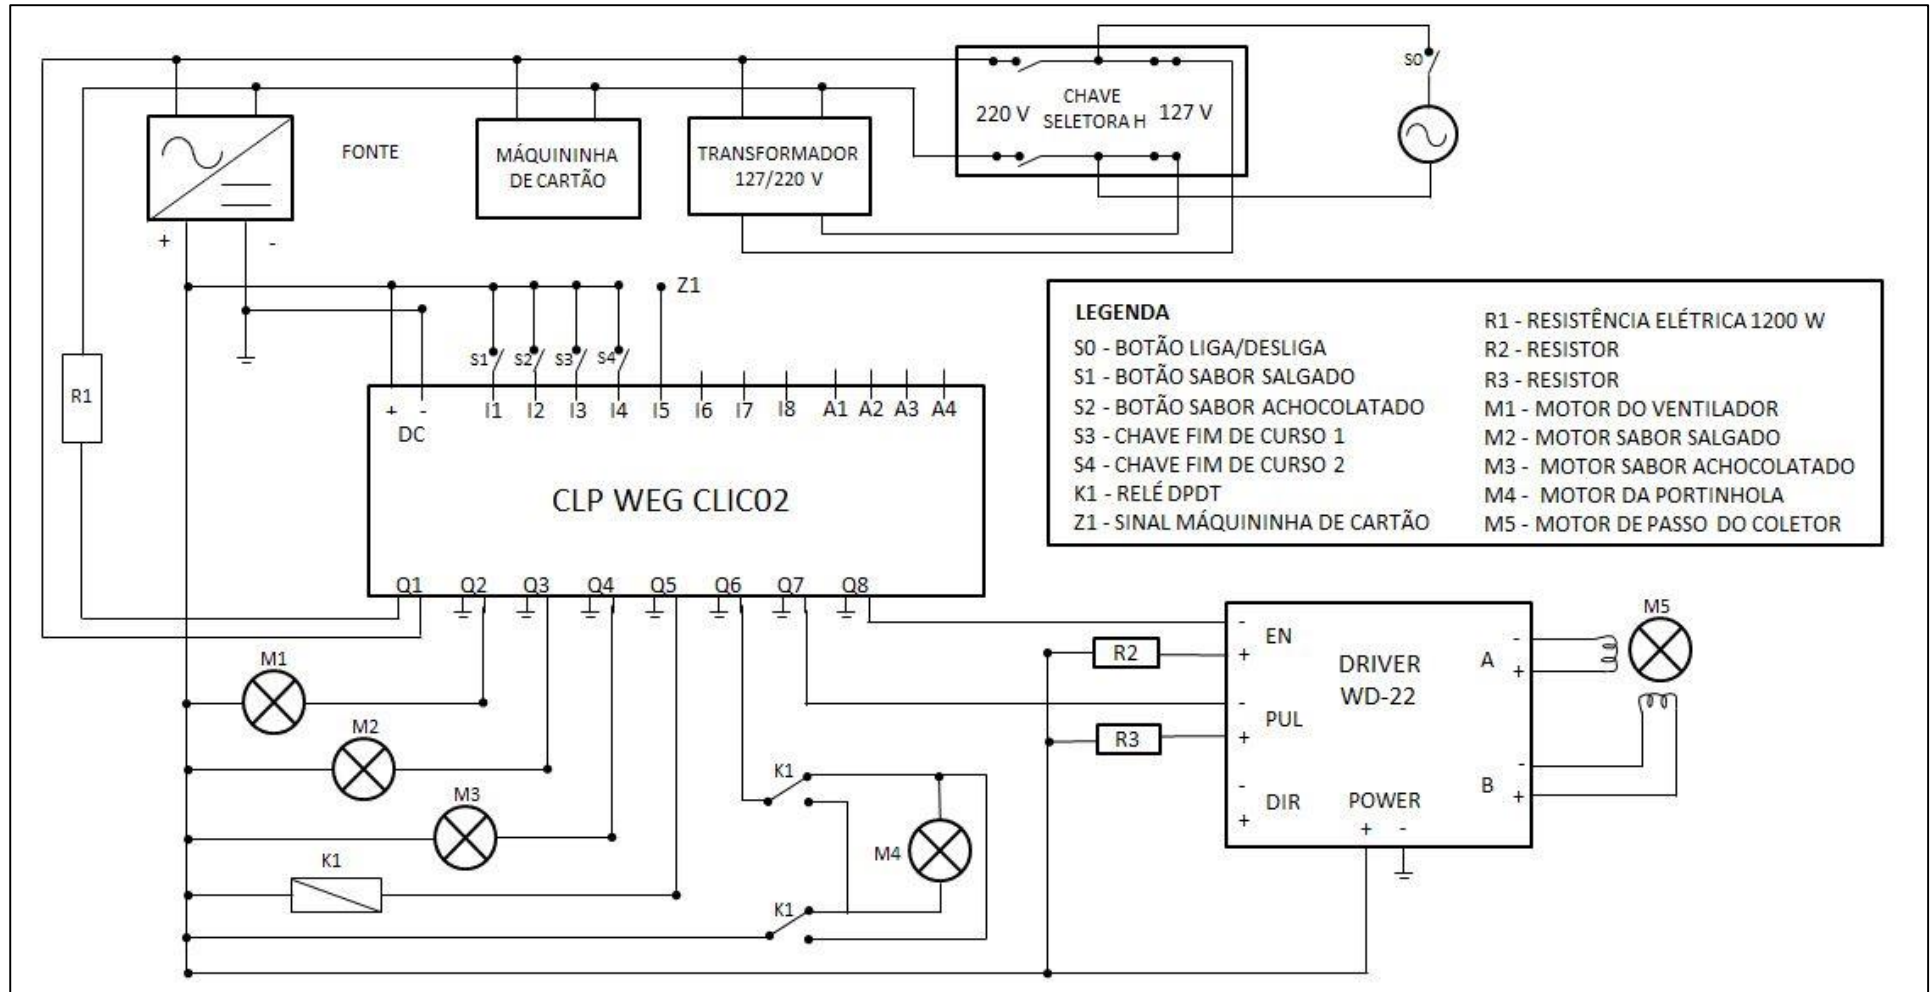 S0
220 V
CHAVE
SELETORA H
127 V
FONTE
MÁQUININHA
DE CARTÃO
TRANSFORMADOR
127/220 V
+
-
Z1
S1
S2
S3
S4
R1
+
-
DC
I1
I2
I3
I4
I5
I6
I7
I8
A1
A2
A3
A4
CLP WEG CLIC02
Q1
Q2
Q3
Q4
Q5
Q6
Q7
Q8
LEGENDA
S0 - BOTÃO LIGA/DESLIGA
S1 - BOTÃO SABOR SALGADO
S2 - BOTÃO SABOR ACHOCOLATADO
S3 - CHAVE FIM DE CURSO 1
S4 - CHAVE FIM DE CURSO 2
K1 - RELÉ DPDT
Z1 - SINAL MÁQUININHA DE CARTÃO
R1 - RESISTÊNCIA ELÉTRICA 1200 W
R2 - RESISTOR
R3 - RESISTOR
M1 - MOTOR DO VENTILADOR
M2 - MOTOR SABOR SALGADO
M3 - MOTOR SABOR ACHOCOLATADO
M4 - MOTOR DA PORTINHOLA
M5 - MOTOR DE PASSO DO COLETOR
M1
M2
M3
K1
K1
M4
K1
R2
R3
-
EN
+
-
PUL
+
-
DIR
+
DRIVER
WD-22
POWER
+
-
A
-
+
B
-
+
M5